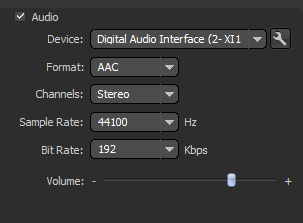 Audio
Device: Digital Audio Interface (2- XI1
Format: AAC
Channels: Stereo
Sample Rate: 44100 Hz
Bit Rate: 192 Kbps
Volume: - +